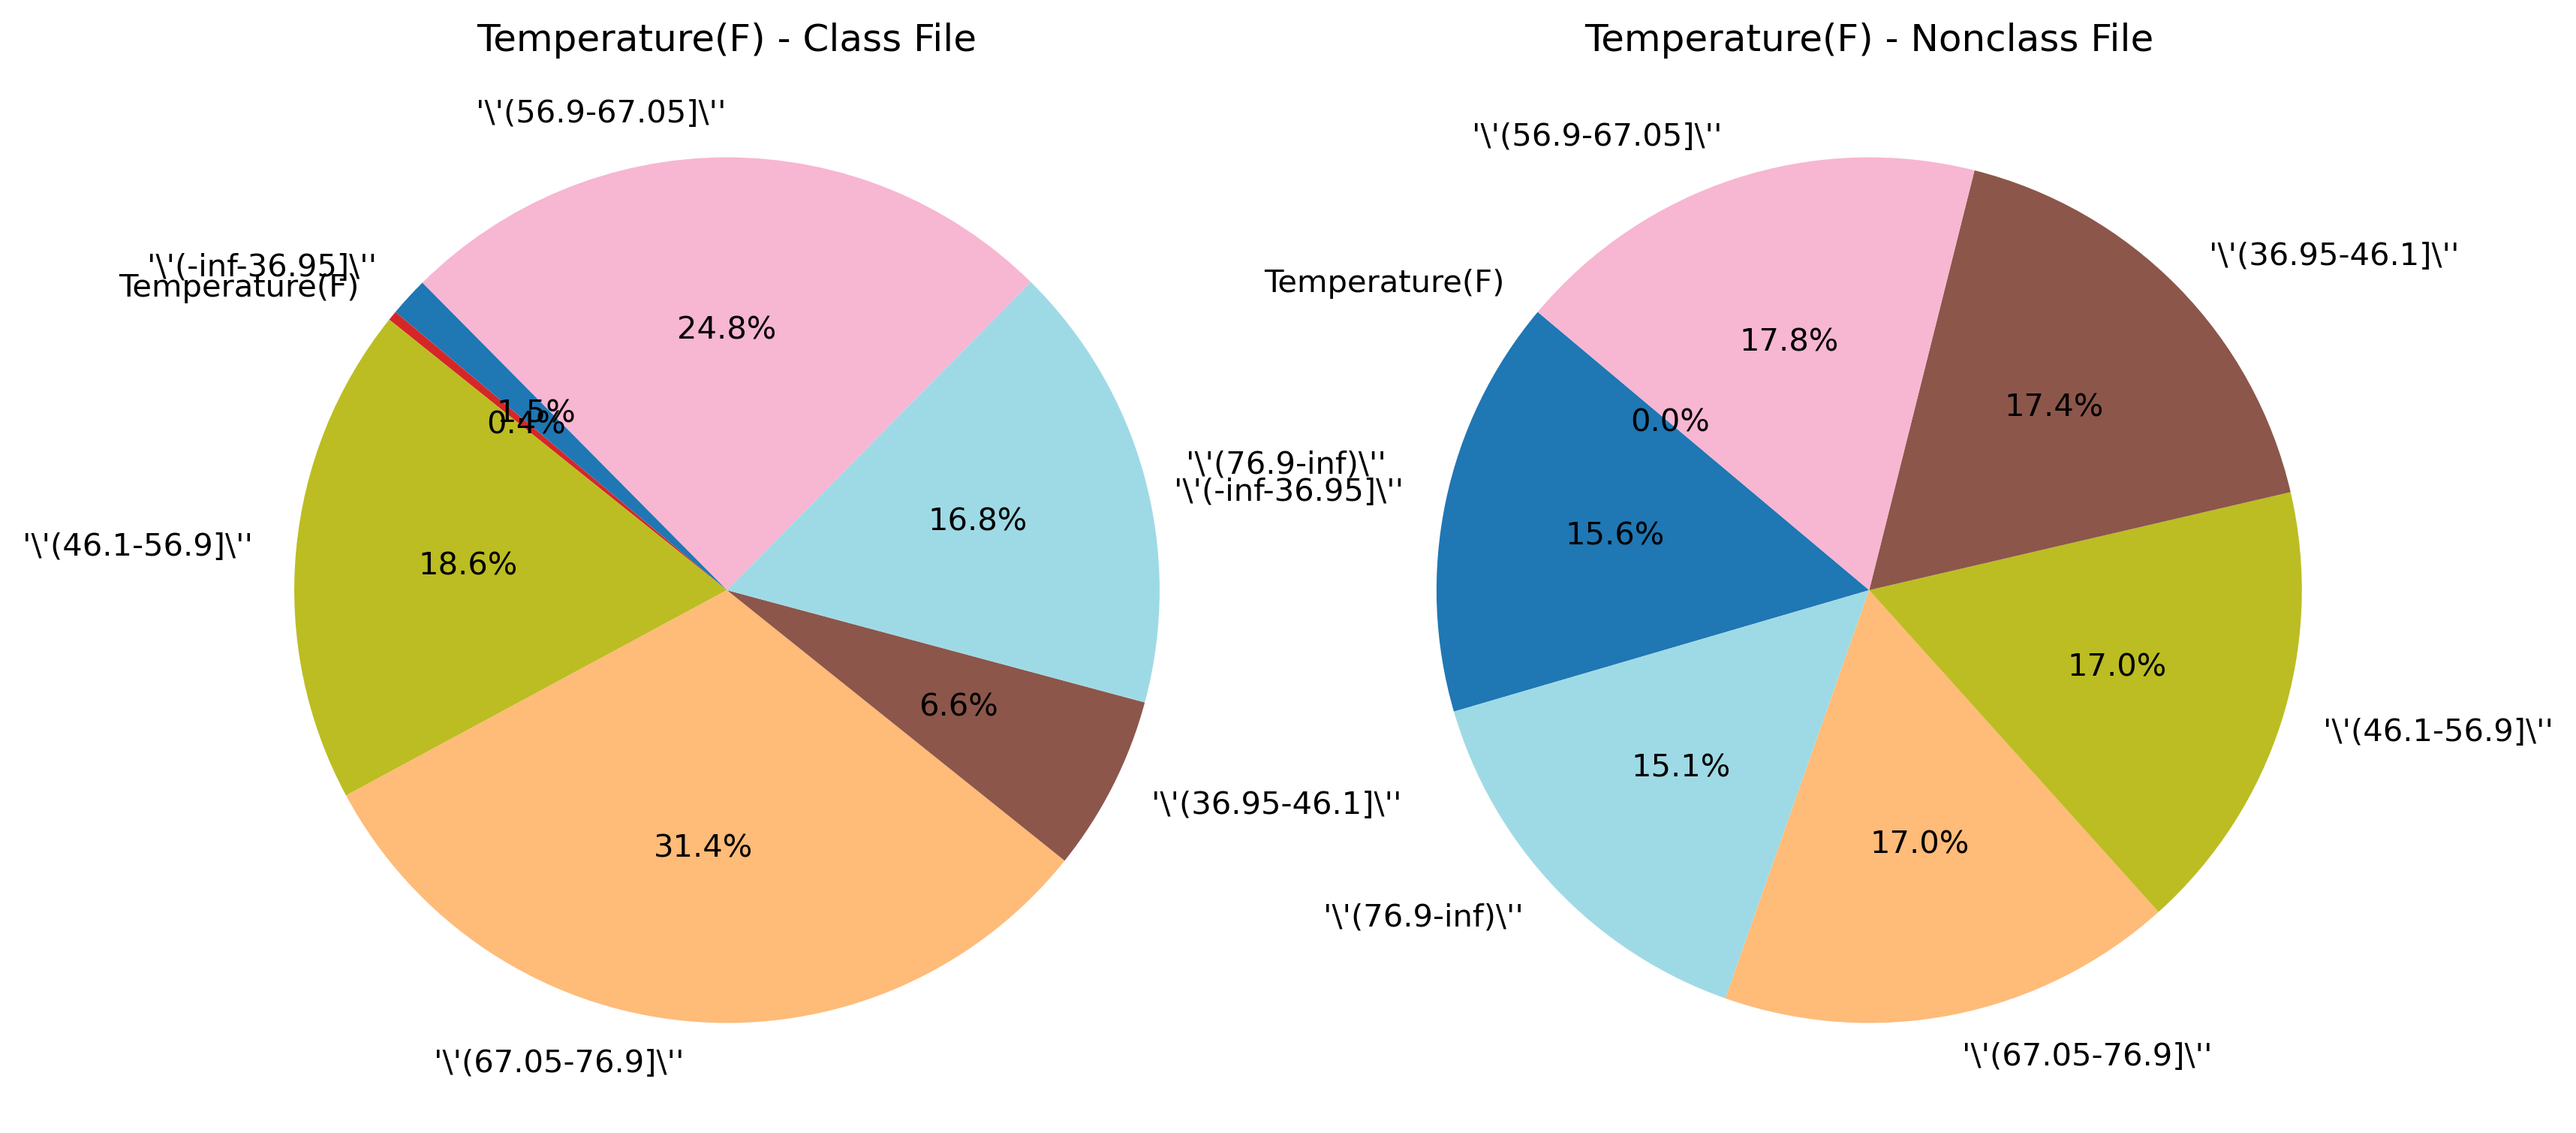 Temperature(F) - Class File
'\'(56.9-67.05]\''
'\'(-inf-36.95]\''
Temperature(F)
24.8%
1.5%
0.4%
16.8%
'\'(46.1-56.9]\''
18.6%
'\'(76.9-inf)\''
6.6%
'\'(36.95-46.1]\''
31.4%
'\'(67.05-76.9]\''
Temperature(F) - Nonclass File
'\'(56.9-67.05]\''
'\'(36.95-46.1]\''
Temperature(F)
17.8%
17.4%
0.0%
'\'(-inf-36.95]\''
15.6%
17.0%
'\'(46.1-56.9]\''
15.1%
17.0%
'\'(76.9-inf)\''
'\'(67.05-76.9]\''